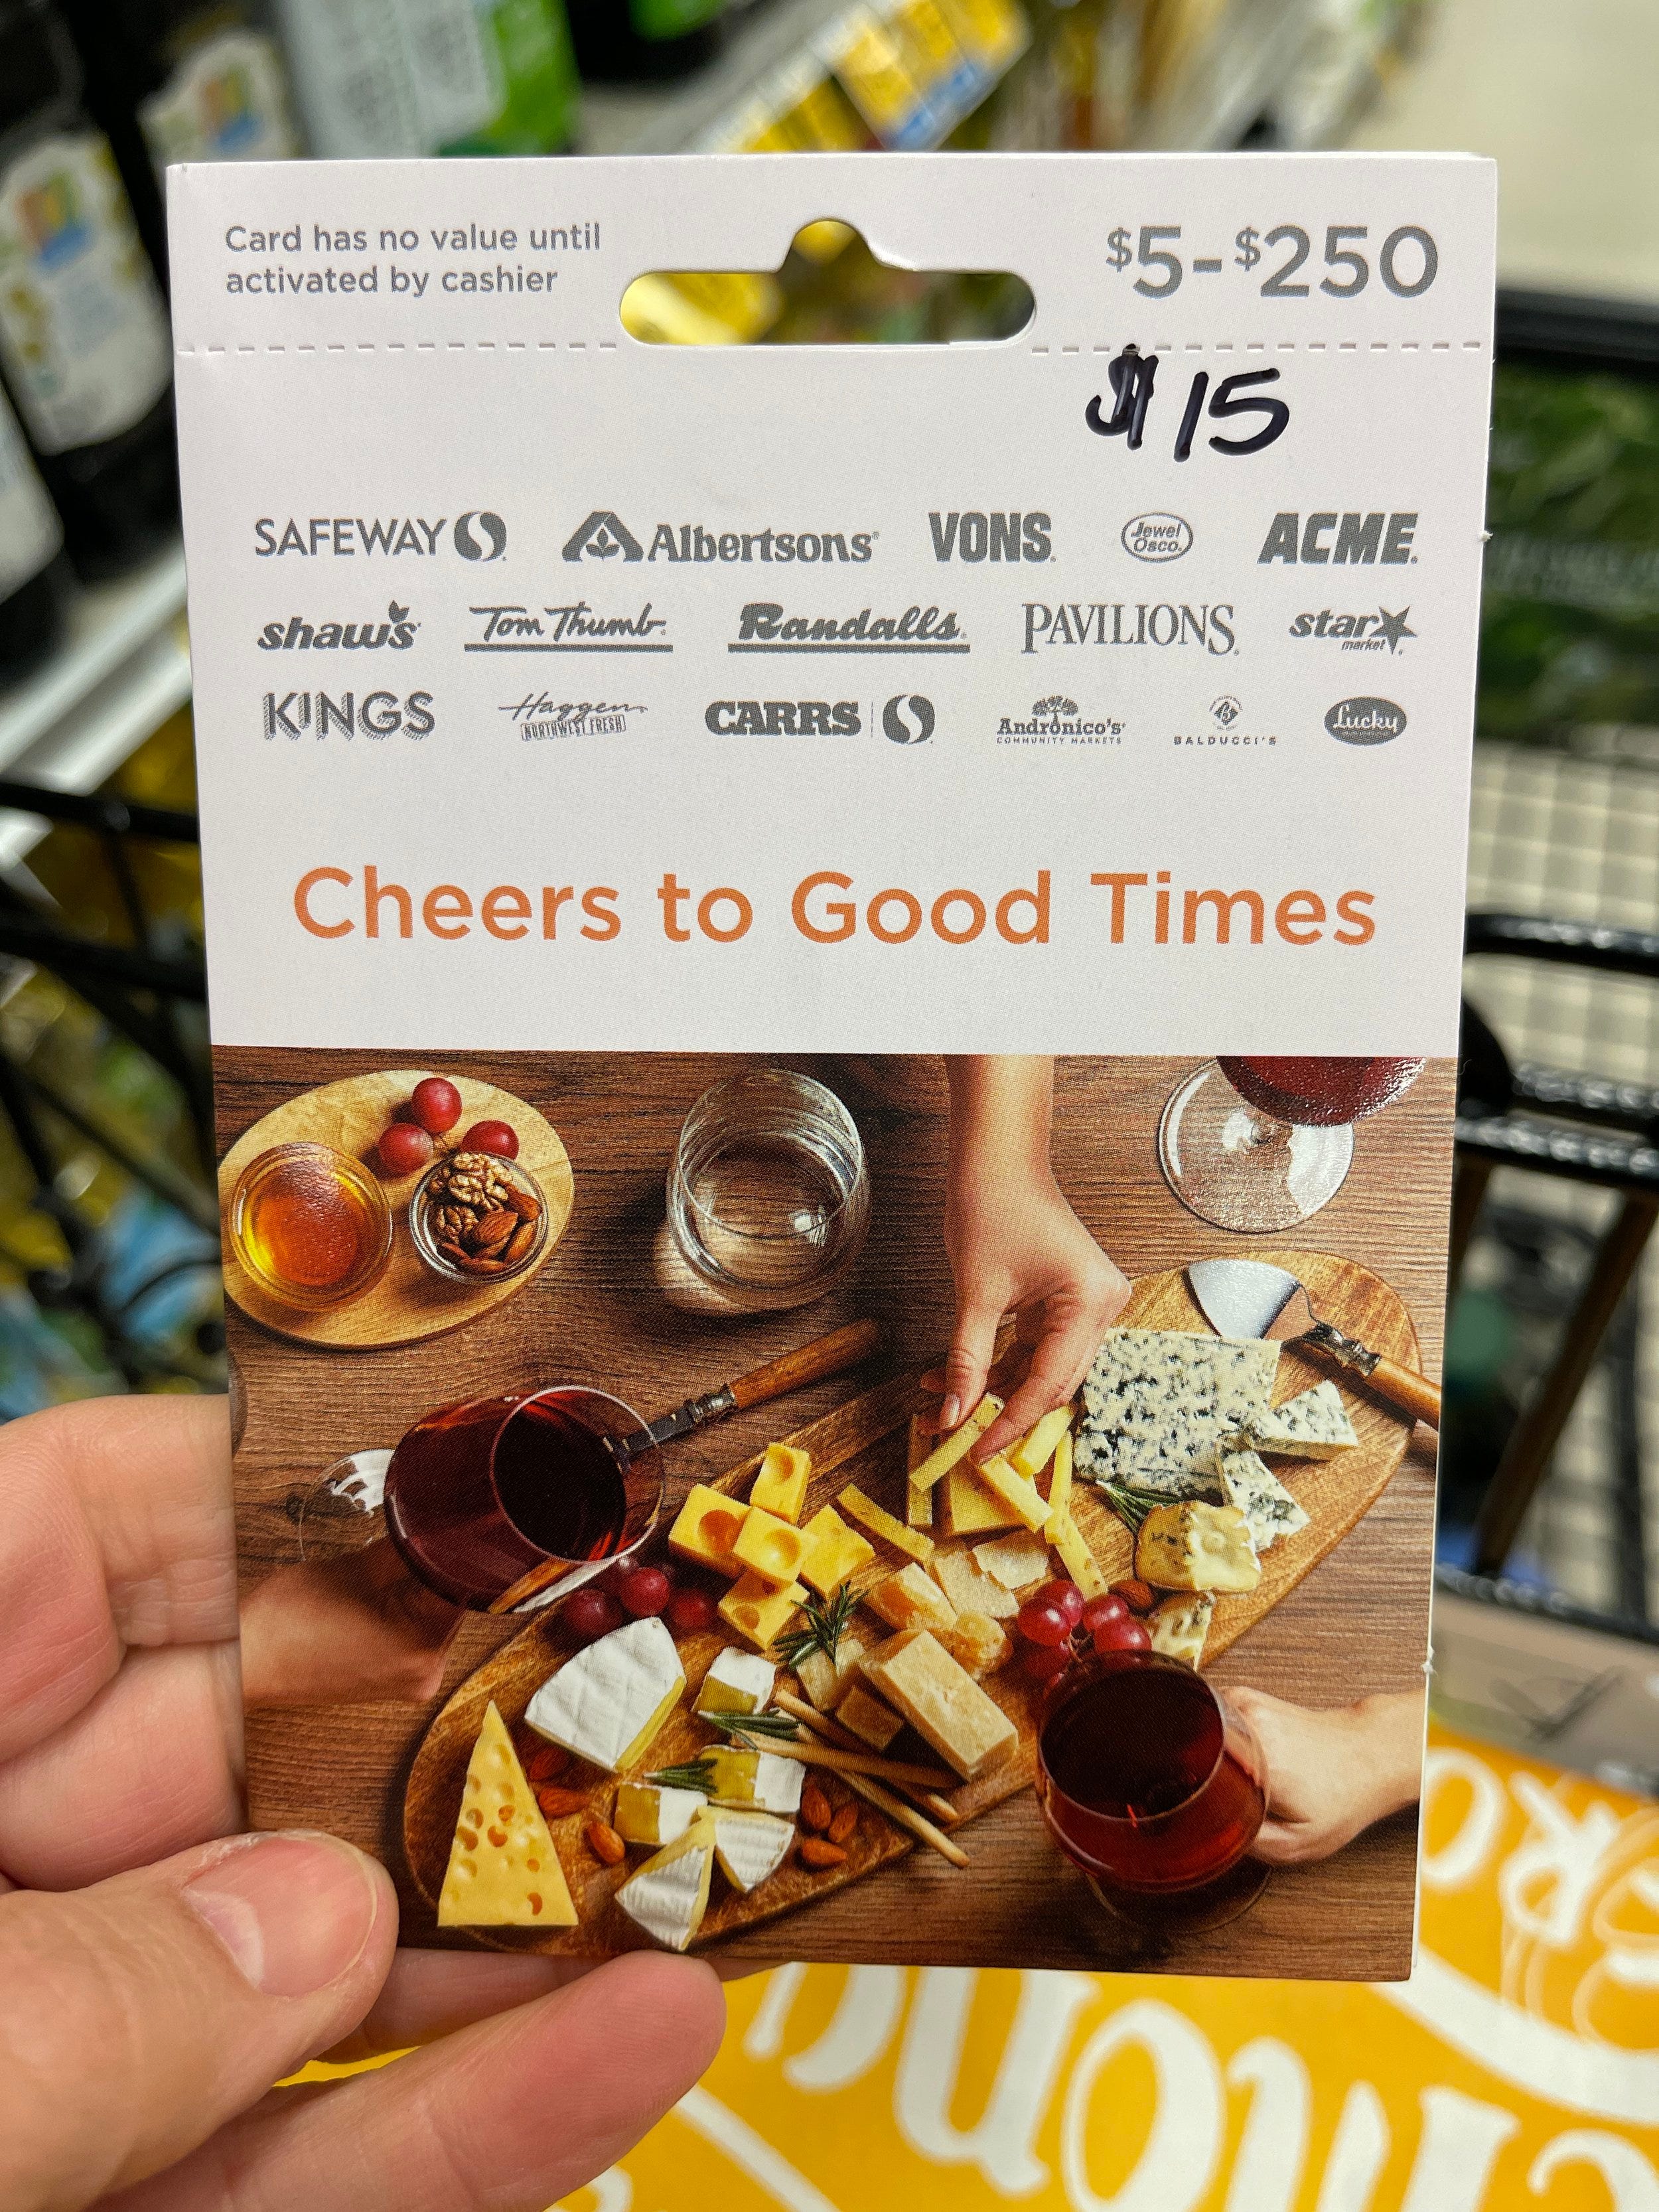 Card has no value until
activated by cashier
$5-$250
$15
SAFEWAY Albertsons® VONS. Jewel Osco. ACME.
shaw's Tom Thumb. Randalls. PAVILIONS. star market.
KINGS Haggen NORTHWEST FRESH CARRS Andronico's COMMUNITY MARKETS BALDUCCI'S Lucky
Cheers to Good Times